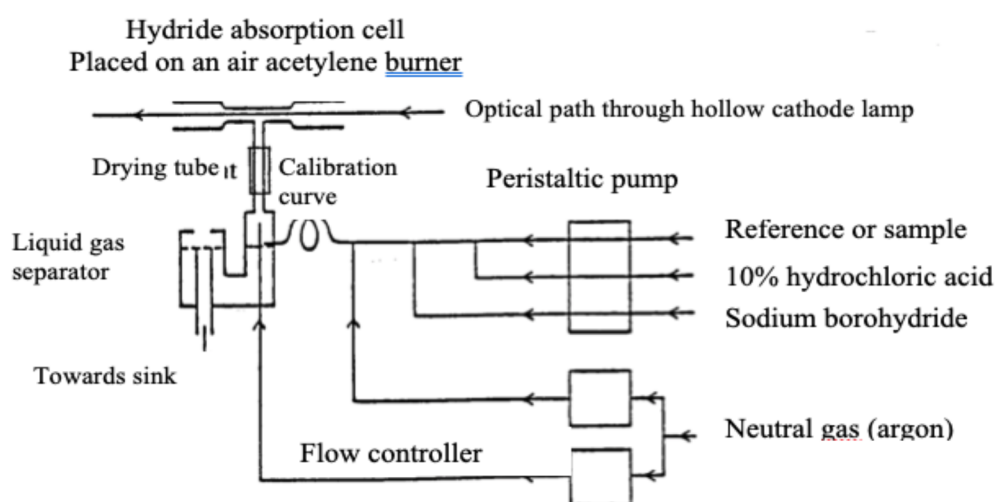 Hydride absorption cell
Placed on an air acetylene burner
Optical path through hollow cathode lamp
Drying tube it
Calibration
curve
Peristaltic pump
Liquid gas
separator
Reference or sample
10% hydrochloric acid
Sodium borohydride
Towards sink
Neutral gas (argon)
Flow controller